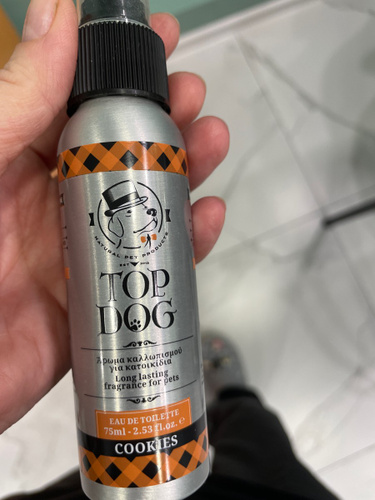 NATURAL PET PRODUCTS
TOP
DOG
Άρωμα καλλωπισμού
για κατοικίδια
Long lasting
fragrance for pets
EAU DE TOILETTE
75ml - 2.53 fl.oz. ℮
COOKIES